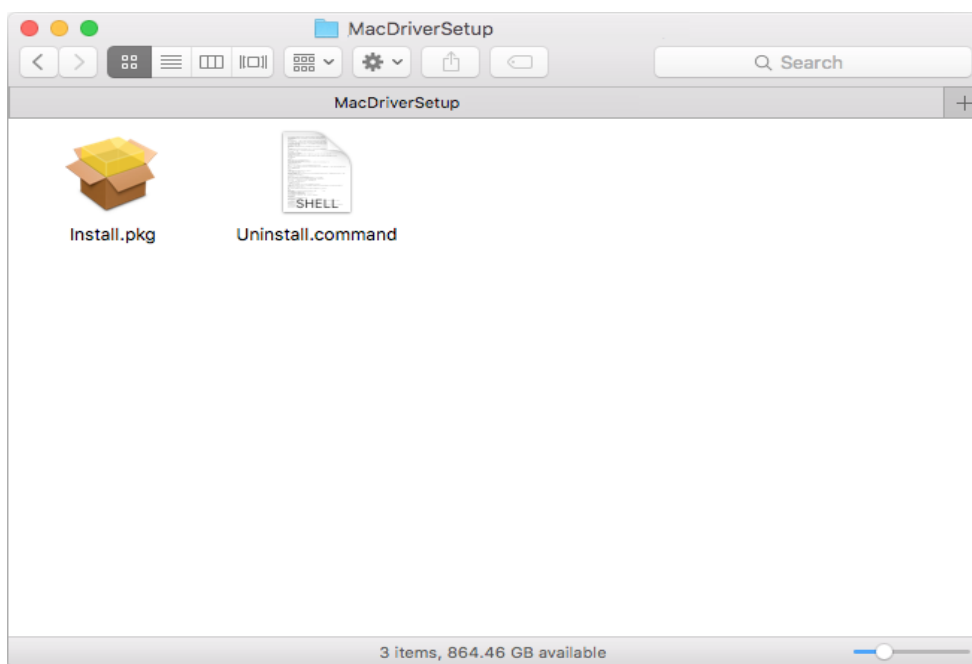 MacDriverSetup
Search
MacDriverSetup
SHELL
Install.pkg
Uninstall.command
3 items, 864.46 GB available